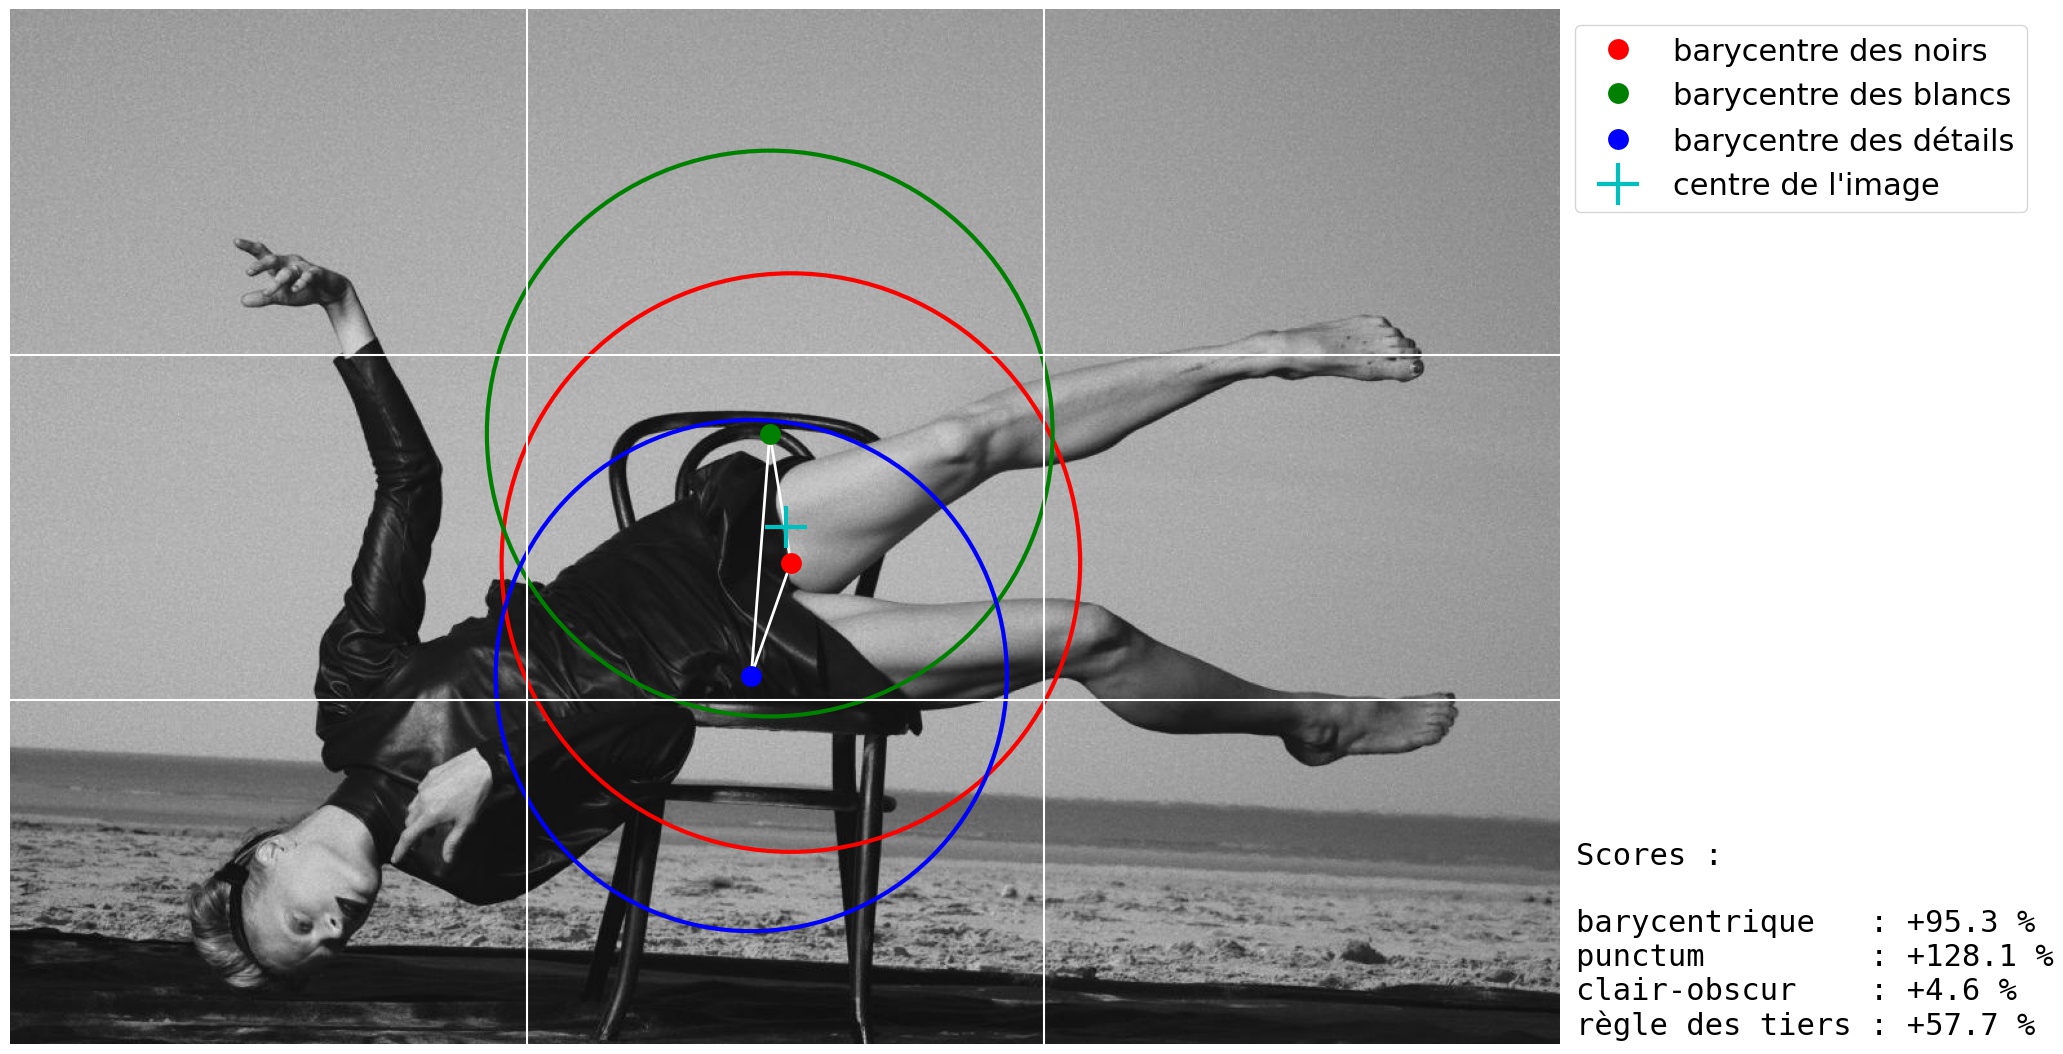 barycentre des noirs
barycentre des blancs
barycentre des détails
centre de l'image
Scores :
barycentrique : +95.3 %
punctum : +128.1 %
clair-obscur : +4.6 %
règle des tiers : +57.7 %